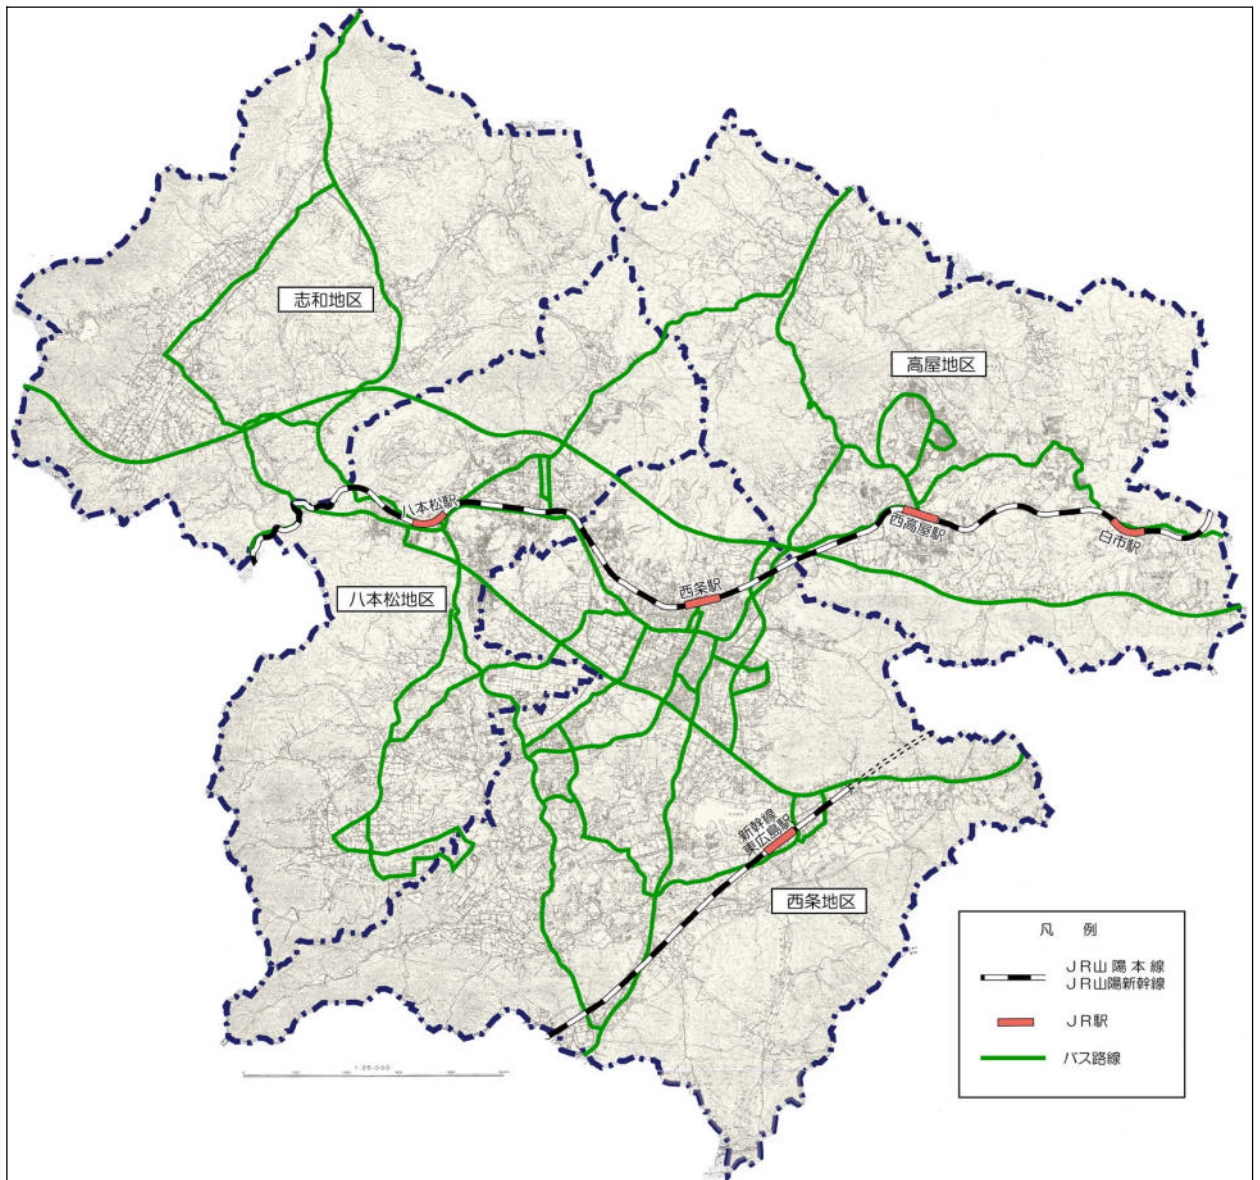 志和地区
高屋地区
八本松駅
西高屋駅
白市駅
西条駅
八本松地区
新幹線
東広島駅
西条地区
凡 例
JR山陽本線
JR山陽新幹線
JR駅
バス路線
1:25,000